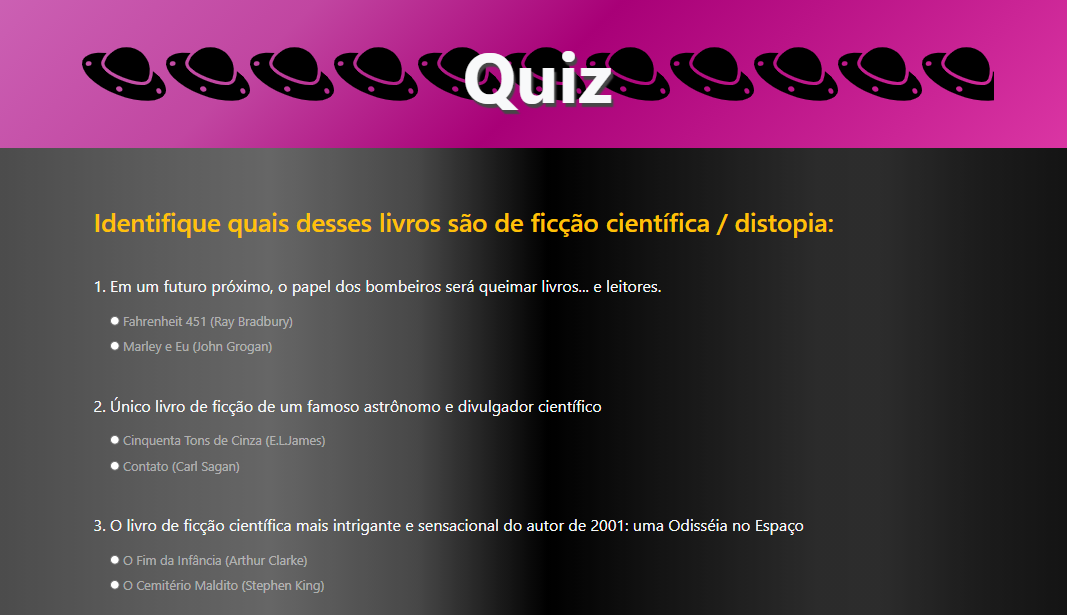 Quiz
Identifique quais desses livros são de ficção científica / distopia:
1. Em um futuro próximo, o papel dos bombeiros será queimar livros... e leitores.
Fahrenheit 451 (Ray Bradbury)
Marley e Eu (John Grogan)
2. Único livro de ficção de um famoso astrônomo e divulgador científico
Cinquenta Tons de Cinza (E.L.James)
Contato (Carl Sagan)
3. O livro de ficção científica mais intrigante e sensacional do autor de 2001: uma Odisséia no Espaço
O Fim da Infância (Arthur Clarke)
O Cemitério Maldito (Stephen King)